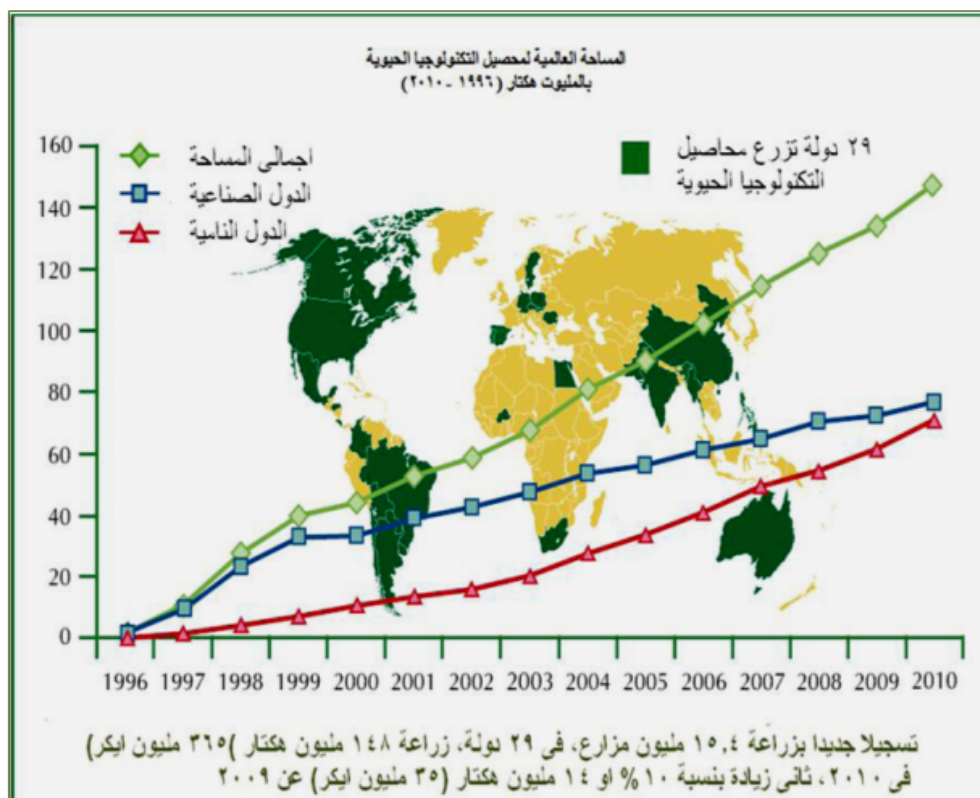 المساحة العالمية لمحصيل التكنولوجيا الحيوية
بالمليوت هكتار (١٩٩٦ - ٢٠١٠)
٢٩ دولة تزرع محاصيل
التكنولوجيا الحيوية
اجمالى المساحة
الدول الصناعية
الدول النامية
160
140
120
100
80
60
40
20
0
1996 1997 1998 1999 2000 2001 2002 2003 2004 2005 2006 2007 2008 2009 2010
تسجيلا جديدا بزراعة ١٥,٤ مليون مزارع، فى ٢٩ دولة، زراعة ١٤٨ مليون هكتار )٣٦٥ مليون ايكر)
فى ٢٠١٠، ثانى زيادة بنسبة ١٠% او ١٤ مليون هكتار (٣٥ مليون ايكر) عن ٢٠٠٩